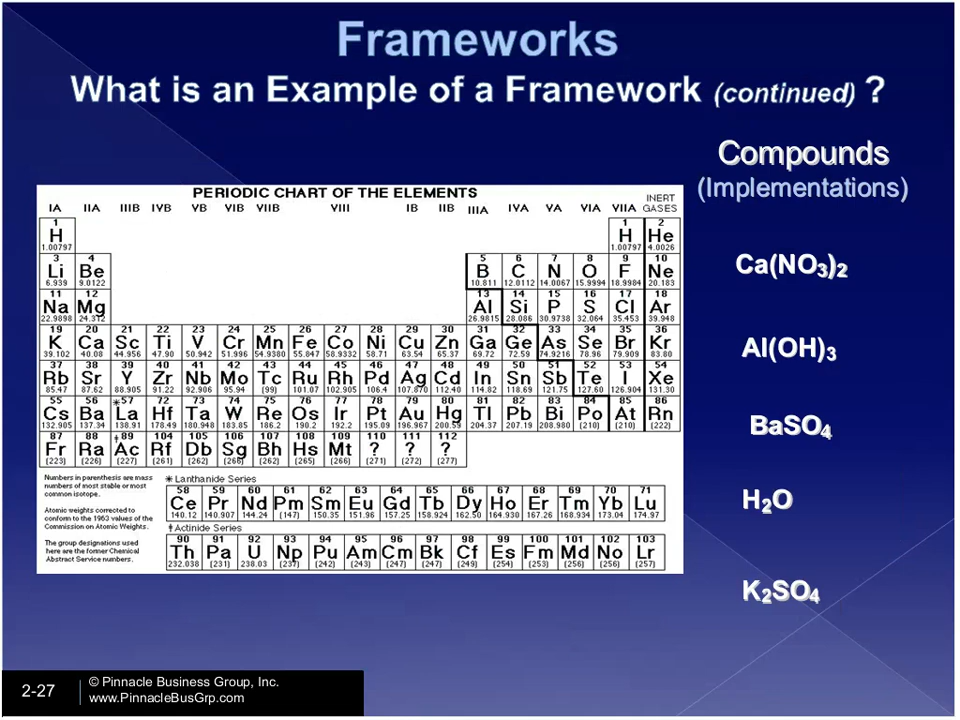 Frameworks
What is an Example of a Framework (continued) ?
Compounds
(Implementations)
PERIODIC CHART OF THE ELEMENTS
IA IIA IIIB IVB VB VIB VIIB VIII IB IIB IIIA IVA VA VIA VIIA INERT GASES
1 1 2
H H He
1.00797 1.00797 4.0026
3 4 5 6 7 8 9 10
Li Be B C N O F Ne
6.939 9.0122 10.811 12.0112 14.0067 15.9994 18.9984 20.183
11 12 13 14 15 16 17 18
Na Mg Al Si P S Cl Ar
22.9898 24.312 26.9815 28.086 30.9738 32.064 35.453 39.948
19 20 21 22 23 24 25 26 27 28 29 30 31 32 33 34 35 36
K Ca Sc Ti V Cr Mn Fe Co Ni Cu Zn Ga Ge As Se Br Kr
39.102 40.08 44.956 47.90 50.942 51.996 54.9380 55.847 58.9332 58.71 63.54 65.37 69.72 72.59 74.9216 78.96 79.909 83.80
37 38 39 40 41 42 43 44 45 46 47 48 49 50 51 52 53 54
Rb Sr Y Zr Nb Mo Tc Ru Rh Pd Ag Cd In Sn Sb Te I Xe
85.47 87.62 88.905 91.22 92.906 95.94 (99) 101.07 102.905 106.4 107.870 112.40 114.82 118.69 121.75 127.60 126.904 131.30
55 56 *57 72 73 74 75 76 77 78 79 80 81 82 83 84 85 86
Cs Ba La Hf Ta W Re Os Ir Pt Au Hg Tl Pb Bi Po At Rn
132.905 137.34 138.91 178.49 180.948 183.85 186.2 190.2 192.2 195.09 196.967 200.59 204.37 207.19 208.980 (210) (210) (222)
87 88 ‡89 104 105 106 107 108 109 110 111 112
Fr Ra Ac Rf Db Sg Bh Hs Mt ? ? ?
(223) (226) (227) (261) (262) (266) (262) (265) (266) (271) (272) (277)
Numbers in parenthesis are mass
numbers of most stable or most
common isotope.
Atomic weights corrected to
conform to the 1963 values of the
Commission on Atomic Weights.
The group designations used
here are the former Chemical
Abstract Service numbers.
* Lanthanide Series
58 59 60 61 62 63 64 65 66 67 68 69 70 71
Ce Pr Nd Pm Sm Eu Gd Tb Dy Ho Er Tm Yb Lu
140.12 140.907 144.24 (147) 150.35 151.96 157.25 158.924 162.50 164.930 167.26 168.934 173.04 174.97
‡ Actinide Series
90 91 92 93 94 95 96 97 98 99 100 101 102 103
Th Pa U Np Pu Am Cm Bk Cf Es Fm Md No Lr
232.038 (231) 238.03 (237) (242) (243) (247) (247) (249) (254) (253) (256) (256) (257)
Ca(NO3)2
Al(OH)3
BaSO4
H2O
K2SO4
2-27
© Pinnacle Business Group, Inc.
www.PinnacleBusGrp.com